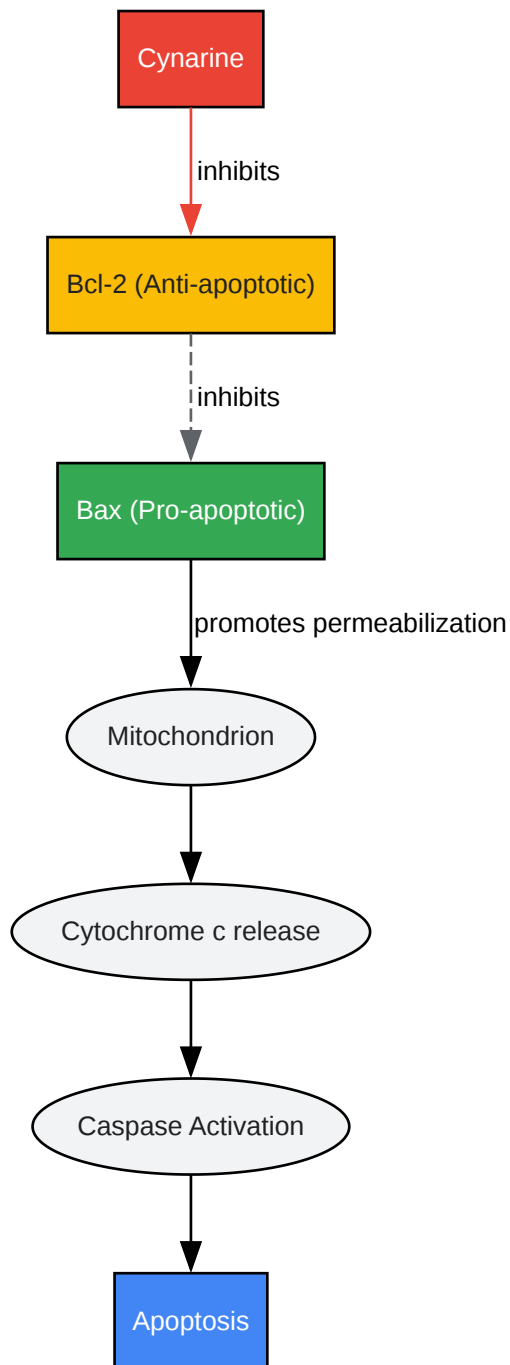 Cynarine
inhibits
Bcl-2 (Anti-apoptotic)
inhibits
Bax (Pro-apoptotic)
promotes permeabilization
Mitochondrion
Cytochrome c release
Caspase Activation
Apoptosis